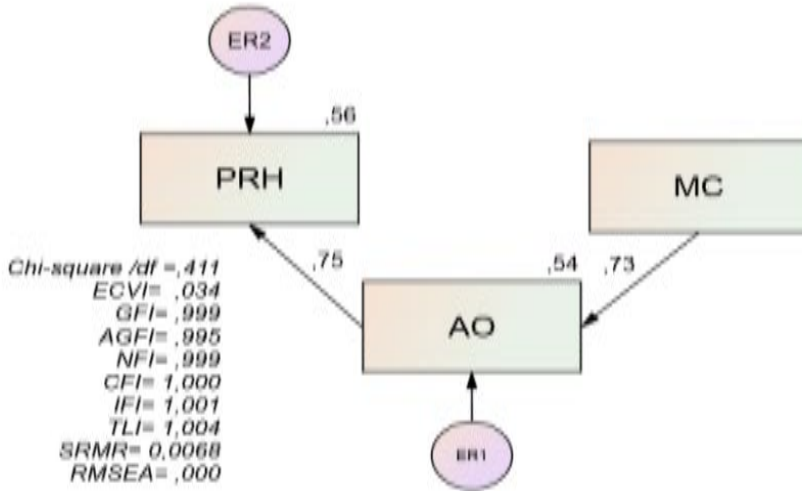 ER2
,56
PRH
MC
,75
,54
,73
AO
ER1
Chi-square /df =,411
ECVI= ,034
GFI= ,999
AGFI= ,995
NFI= ,999
CFI= 1,000
IFI= 1,001
TLI= 1,004
SRMR= 0,0068
RMSEA= ,000